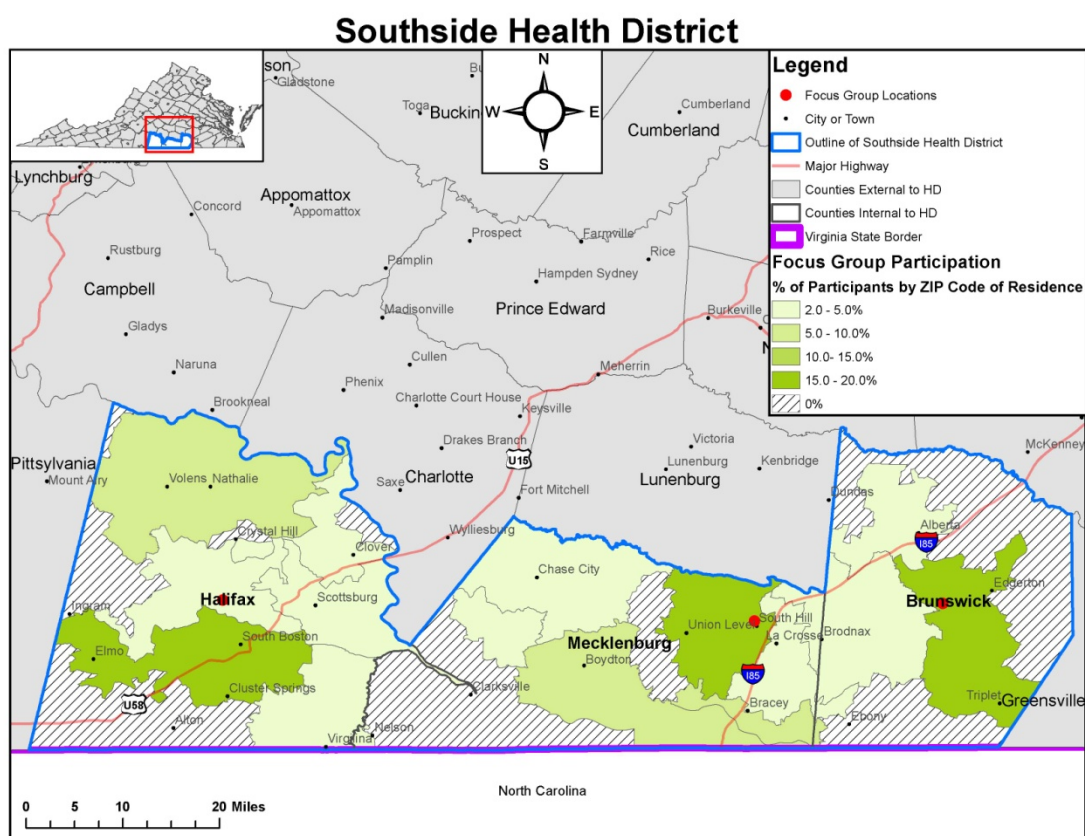 Southside Health District
son
Gladstone
Bu
Toga
Buckin
N
W
E
S
Cumberland
Cumberland
Lynchburg
Appomattox
Appomattox
Concord
Rustburg
Prospect
Farmville
Rice
Pamplin
Hampden Sydney
Campbell
Madisonville
Prince Edward
Burkeville
Gladys
Cullen
Naruna
Meherrin
Phenix
Brookneal
Charlotte Court House
Keysville
Drakes Branch
Victoria
McKenney
Pittsylvania
Mount Airy
Volens
Nathalie
Saxe
Charlotte
U15
Lunenburg
Kenbridge
Lunenburg
Fort Mitchell
Dundas
Crystal Hill
Wylliesburg
Alberta
I85
Clover
Chase City
Edgerton
Halifax
Scottsburg
Brunswick
Ingram
South Hill
Union Level
Mecklenburg
La Crosse
Brodnax
South Boston
Elmo
Boydton
I85
Cluster Springs
Clarksville
Triplet
Greensville
U58
Bracey
Alton
Ebony
Nelson
Virgilina
North Carolina
0 5 10 20 Miles
Legend
Focus Group Locations
City or Town
Outline of Southside Health District
Major Highway
Counties External to HD
Counties Internal to HD
Virginia State Border
Focus Group Participation
% of Participants by ZIP Code of Residence
2.0 - 5.0%
5.0 - 10.0%
10.0- 15.0%
15.0 - 20.0%
0%